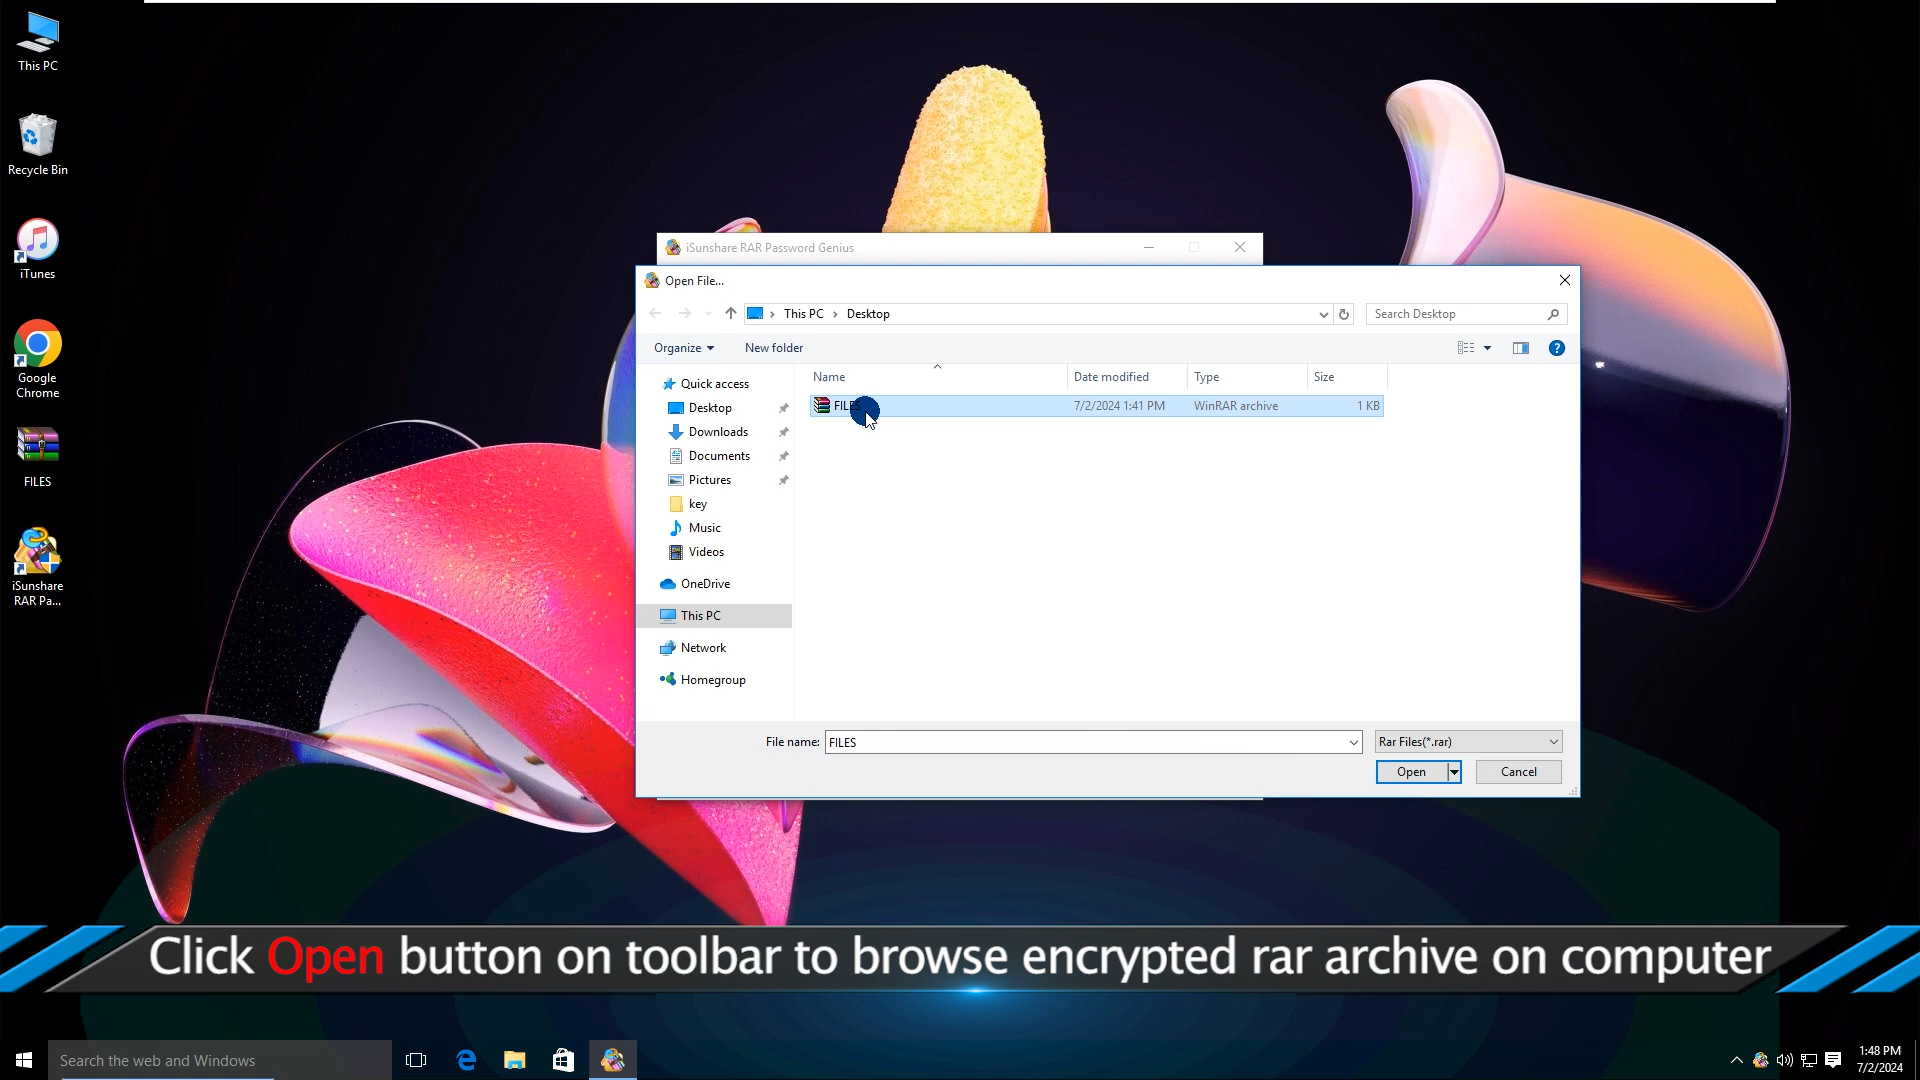 This PC
Recycle Bin
iTunes
Google
Chrome
FILES
iSunshare
RAR Pa...
iSunshare RAR Password Genius
Open File...
This PC > Desktop
Search Desktop
Organize
New folder
?
Name
Date modified
Type
Size
FILES
7/2/2024 1:41 PM
WinRAR archive
1 KB
Quick access
Desktop
Downloads
Documents
Pictures
key
Music
Videos
OneDrive
This PC
Network
Homegroup
File name: FILES
Rar Files(*.rar)
Open
Cancel
Click Open button on toolbar to browse encrypted rar archive on computer
Search the web and Windows
1:48 PM
7/2/2024